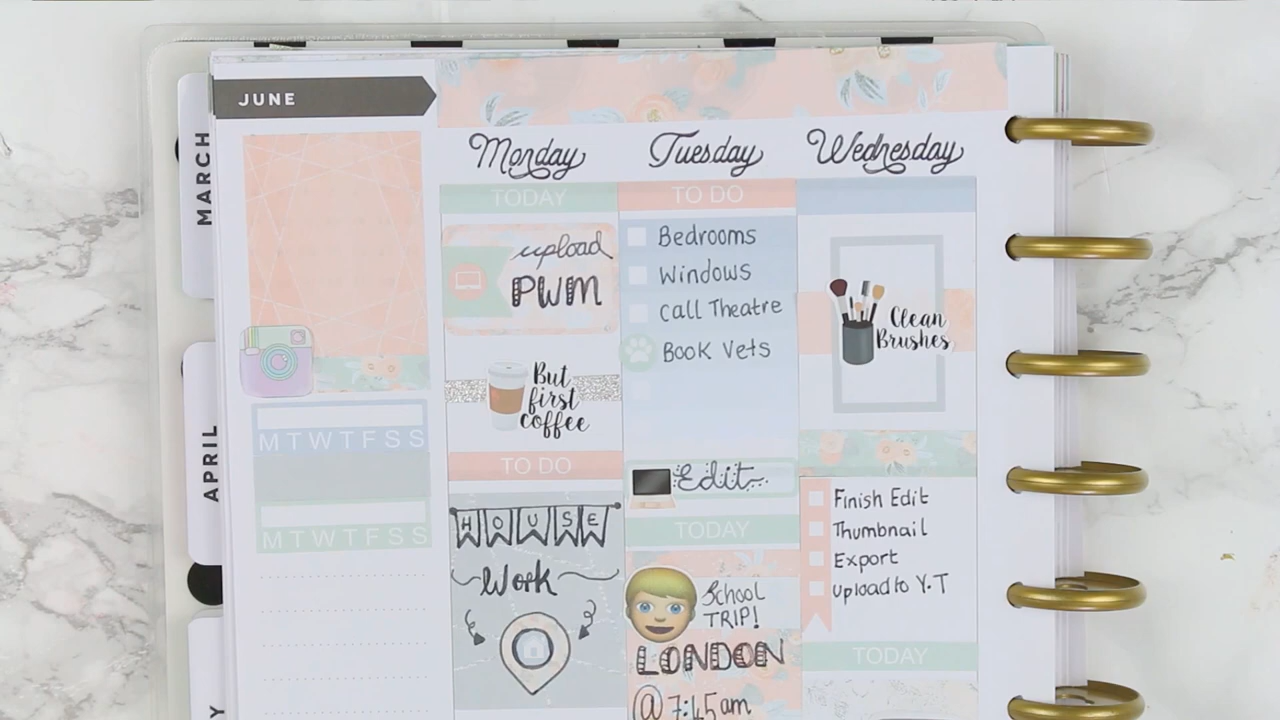 JUNE
MARCH
APRIL
Y
M T W T F S S
M T W T F S S
Monday
TODAY
upload
PWM
But
first
coffee
TO DO
HOUSE
Work
Tuesday
TO DO
Bedrooms
Windows
Call Theatre
Book Vets
Edit
TODAY
School
TRIP!
LONDON
@ 7:45am
Wednesday
Clean
Brushes
Finish Edit
Thumbnail
Export
Upload to Y.T
TODAY